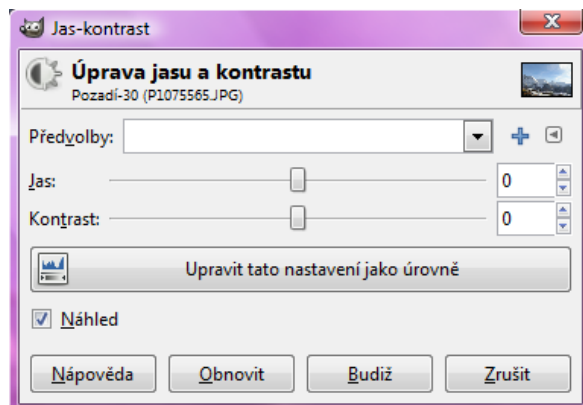 Jas-kontrast
Úprava jasu a kontrastu
Pozadí-30 (P1075565.JPG)
Předvolby:
Jas: 0
Kontrast: 0
Upravit tato nastavení jako úrovně
Náhled
Nápověda Obnovit Budiž Zrušit